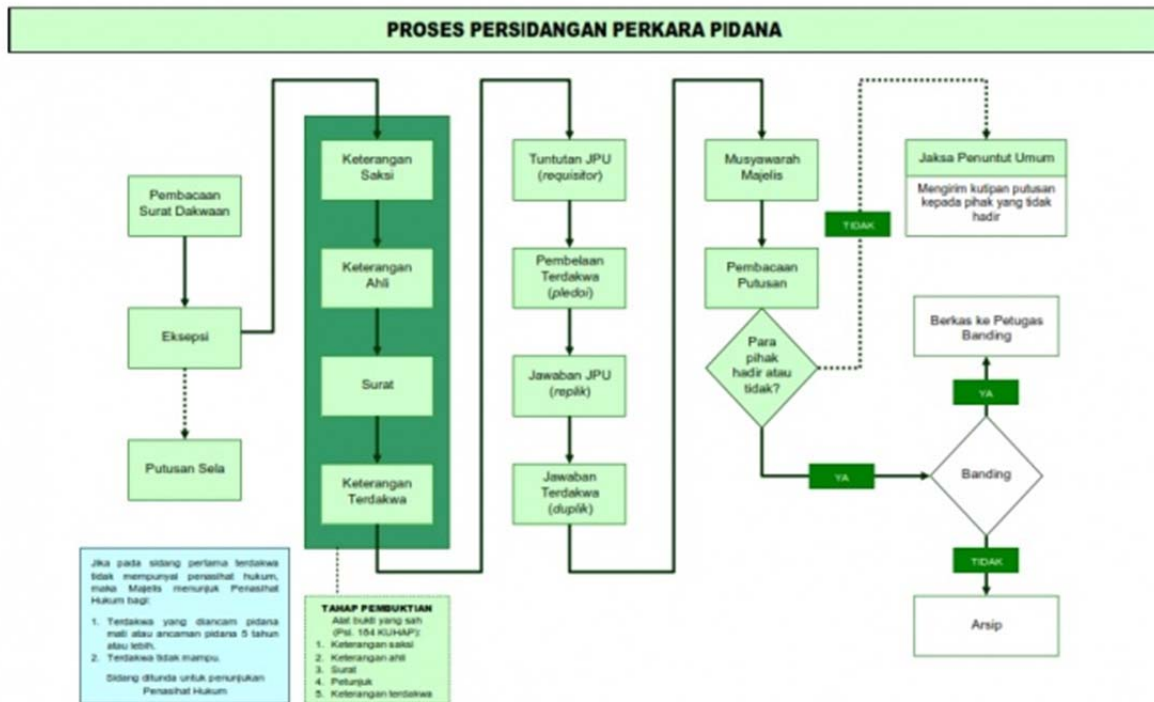 PROSES PERSIDANGAN PERKARA PIDANA
Pembacaan
Surat Dakwaan
Eksepsi
Putusan Sela
Jika pada sidang pertama terdakwa
tidak mempunyai penasihat hukum,
maka Majelis menunjuk Penasihat
Hukum bagi:
1. Terdakwa yang diancam pidana
mati atau ancaman pidana 5 tahun
atau lebih.
2. Terdakwa tidak mampu.
Sidang ditunda untuk penunjukan
Penasihat Hukum
Keterangan
Saksi
Keterangan
Ahli
Surat
Keterangan
Terdakwa
TAHAP PEMBUKTIAN
Alat bukti yang sah
(Psl. 184 KUHAP):
1. Keterangan saksi
2. Keterangan ahli
3. Surat
4. Petunjuk
5. Keterangan terdakwa
Tuntutan JPU
(requisitor)
Pembelaan
Terdakwa
(pledoi)
Jawaban JPU
(replik)
Jawaban
Terdakwa
(duplik)
Musyawarah
Majelis
Pembacaan
Putusan
Para
pihak
hadir atau
tidak?
TIDAK
YA
Jaksa Penuntut Umum
Mengirim kutipan putusan
kepada pihak yang tidak
hadir
Berkas ke Petugas
Banding
YA
Banding
TIDAK
Arsip